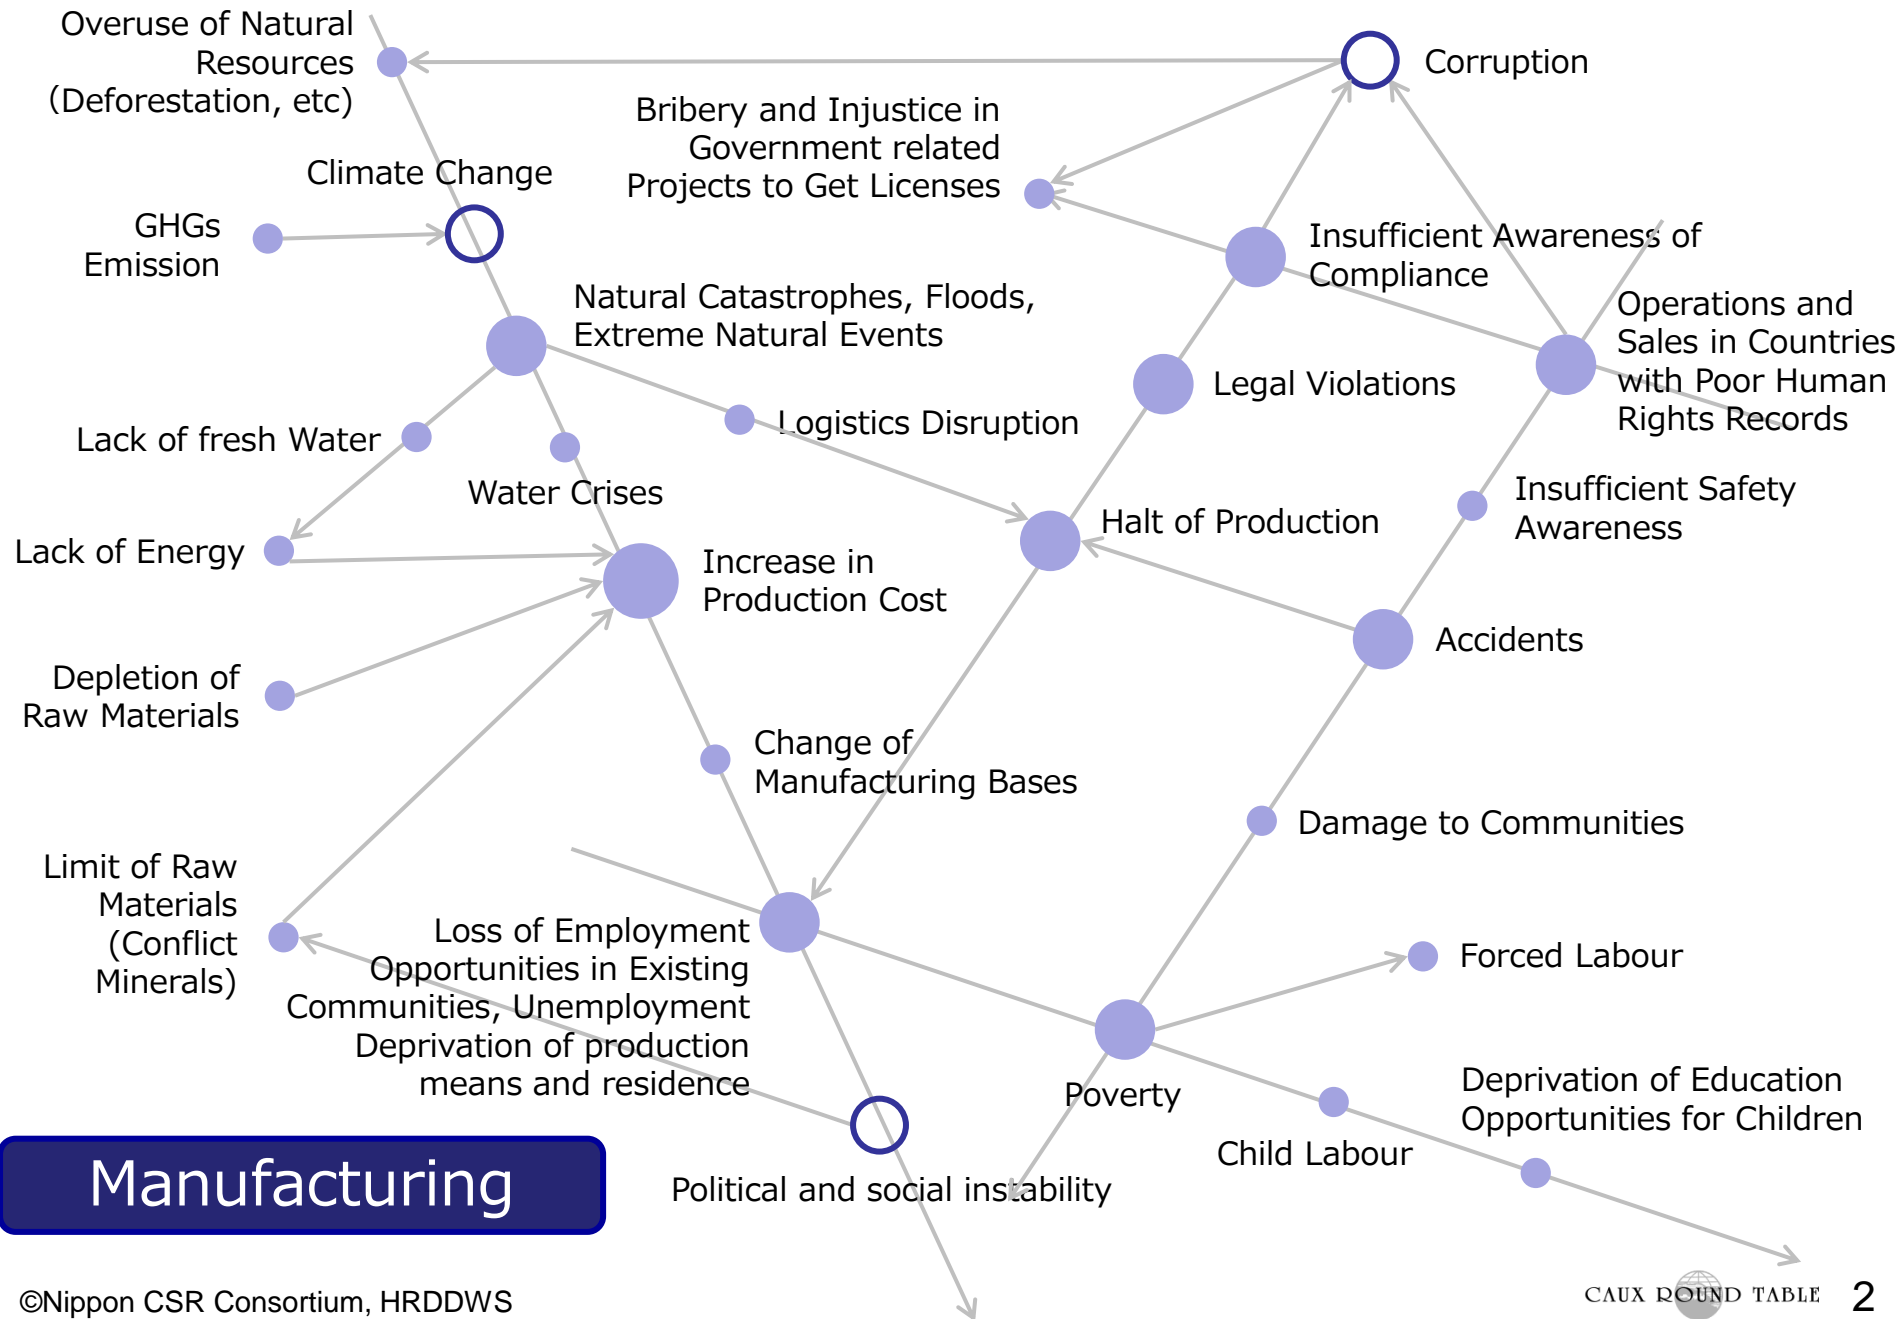 Overuse of Natural
Resources
(Deforestation, etc)
Corruption
Bribery and Injustice in
Government related
Projects to Get Licenses
Climate Change
GHGs
Emission
Insufficient Awareness of
Compliance
Natural Catastrophes, Floods,
Extreme Natural Events
Operations and
Sales in Countries
with Poor Human
Rights Records
Legal Violations
Lack of fresh Water
Logistics Disruption
Water Crises
Insufficient Safety
Awareness
Halt of Production
Lack of Energy
Increase in
Production Cost
Accidents
Depletion of
Raw Materials
Change of
Manufacturing Bases
Damage to Communities
Limit of Raw
Materials
(Conflict
Minerals)
Loss of Employment
Opportunities in Existing
Communities, Unemployment
Deprivation of production
means and residence
Forced Labour
Poverty
Deprivation of Education
Opportunities for Children
Child Labour
Manufacturing
Political and social instability
©Nippon CSR Consortium, HRDDWS
CAUX ROUND TABLE
2